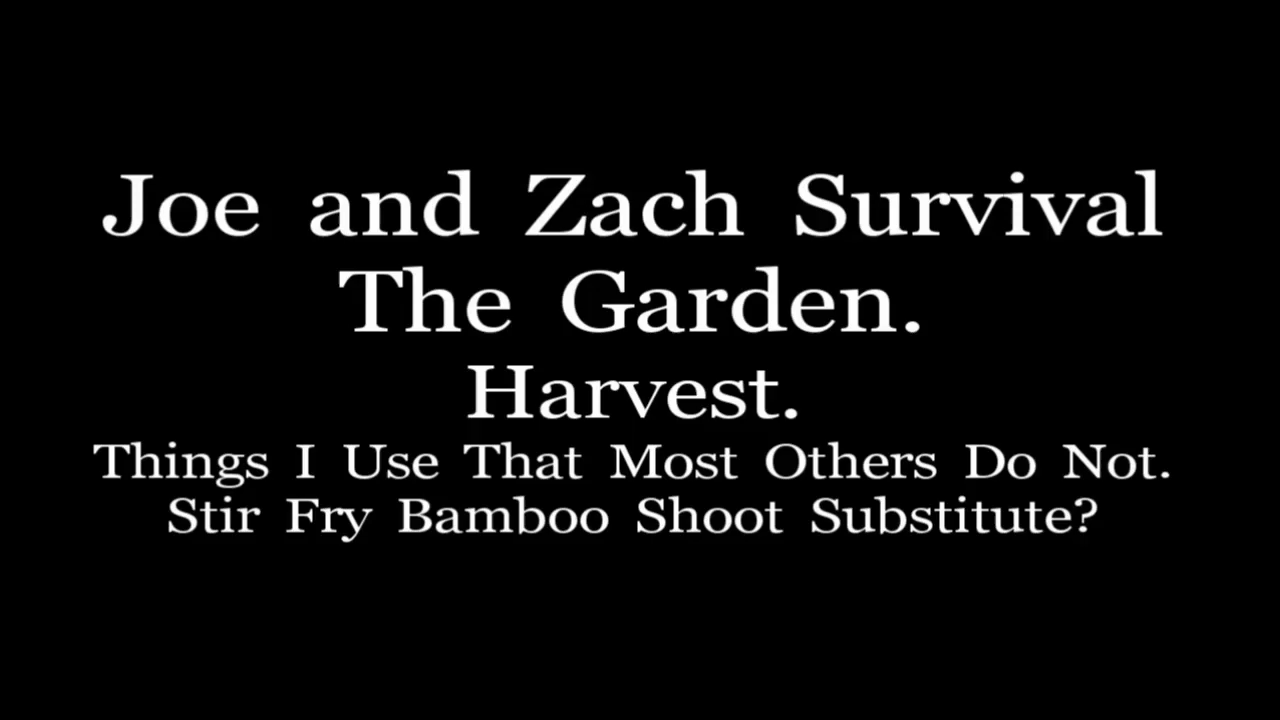 Joe and Zach Survival
The Garden.
Harvest.
Things I Use That Most Others Do Not.
Stir Fry Bamboo Shoot Substitute?